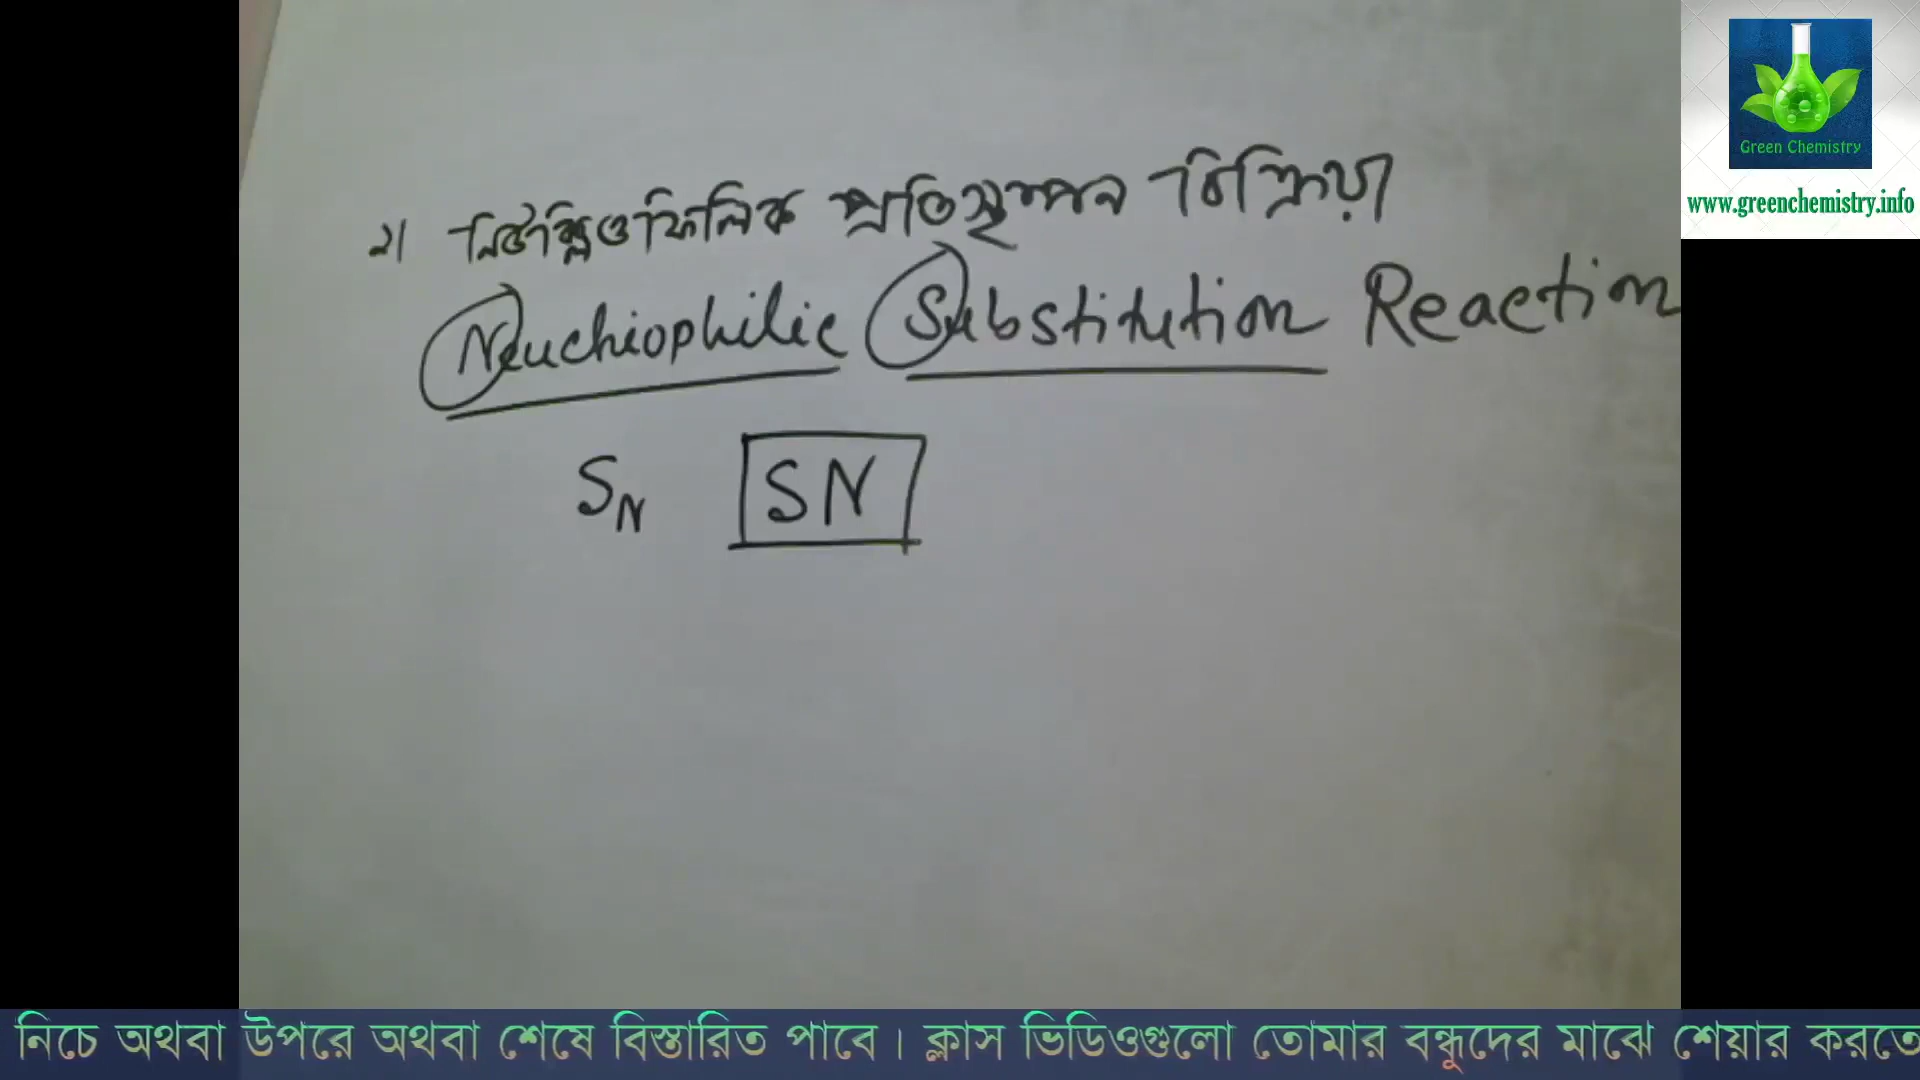 Green Chemistry
www.greenchemistry.info
২। নিউক্লিওফিলিক প্রতিস্থাপন বিক্রিয়া
Neuchiophilic Substitution Reaction
SN SN
নিচে অথবা উপরে অথবা শেষে বিস্তারিত পাবে। ক্লাস ভিডিওগুলো তোমার বন্ধুদের মাঝে শেয়ার করতে